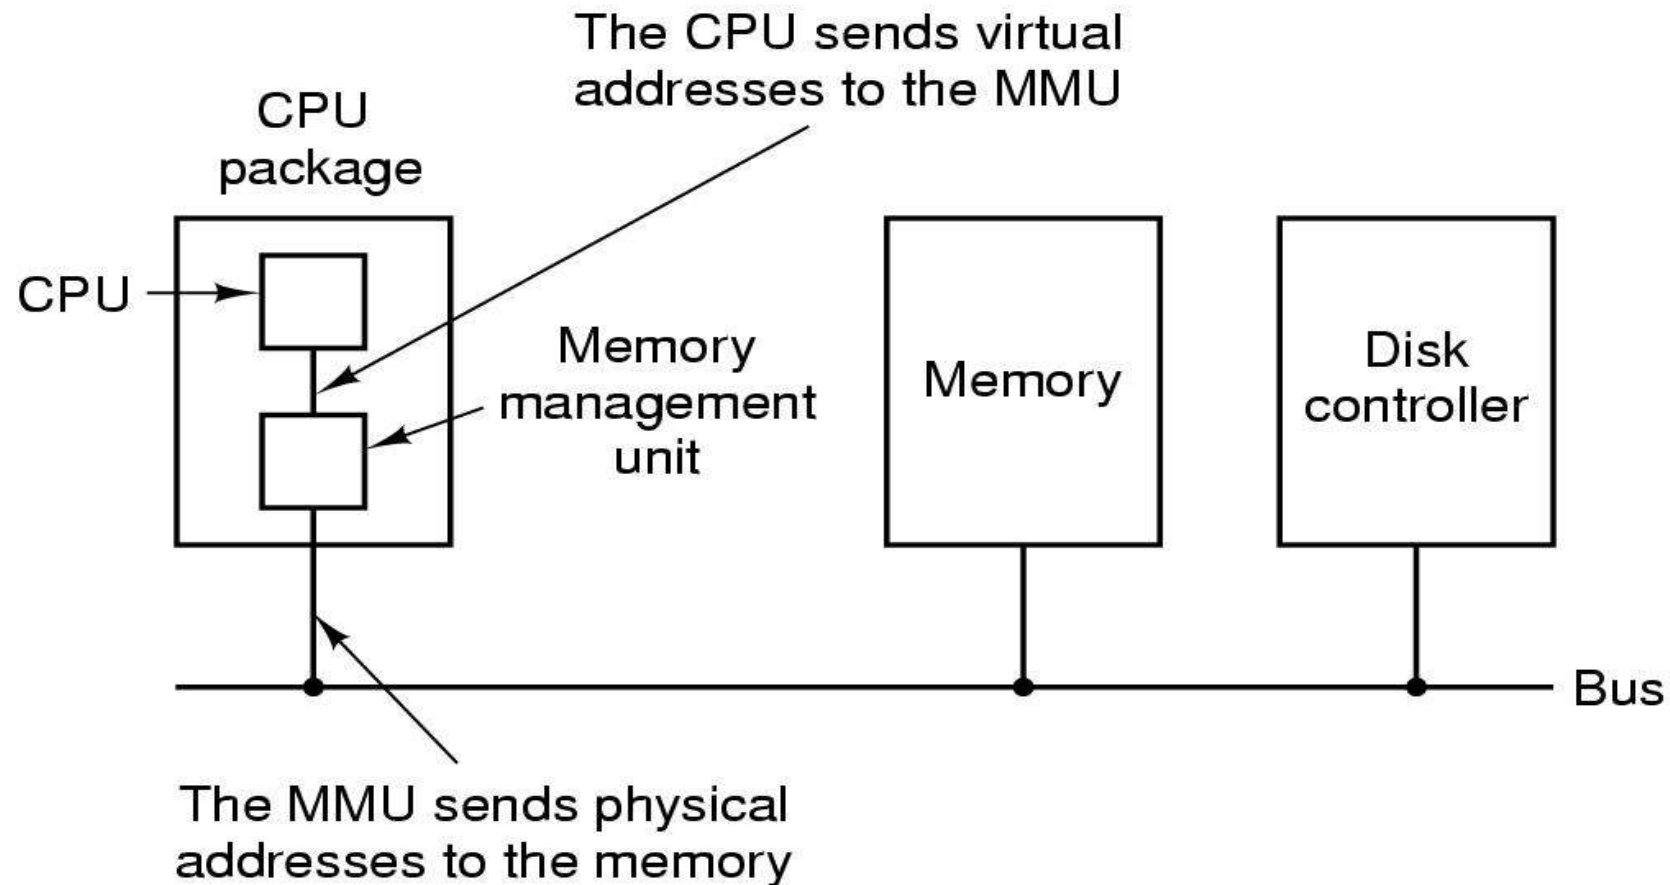 The CPU sends virtual
addresses to the MMU
CPU
package
CPU
Memory
management
unit
Memory
Disk
controller
Bus
The MMU sends physical
addresses to the memory